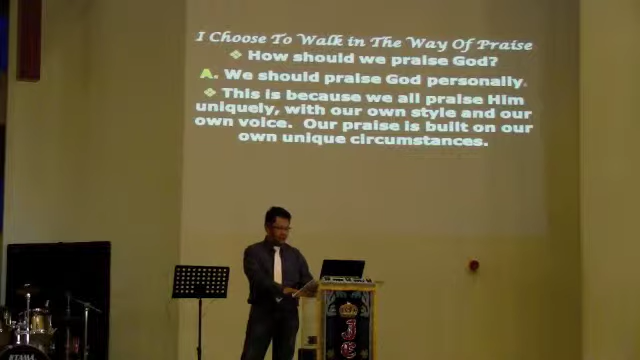 I Choose To Walk in The Way Of Praise
❖ How should we praise God?
A. We should praise God personally.
❖ This is because we all praise Him
uniquely, with our own style and our
own voice. Our praise is built on our
own unique circumstances.
TAMA